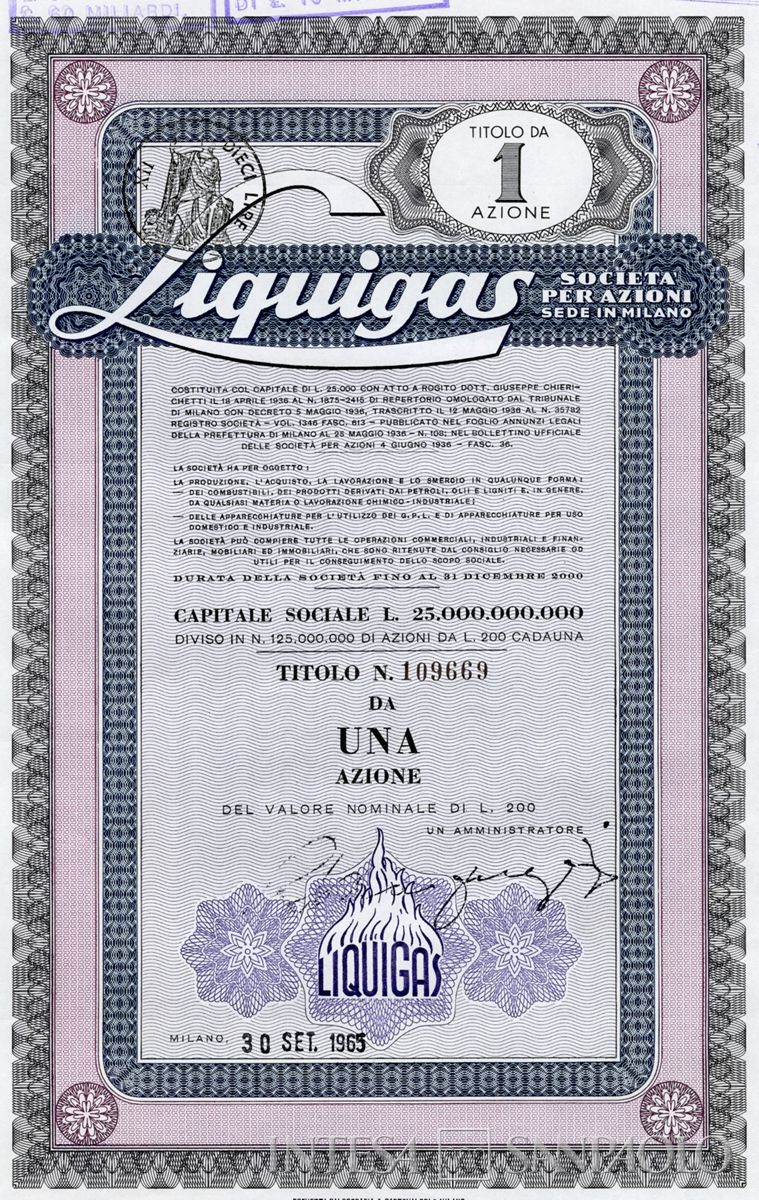 £. 60 MILIARDI.
DI £.
DIECI LIRE
TITOLO DA
1
AZIONE
Liquigas
SOCIETA'
PER AZIONI
SEDE IN MILANO
COSTITUITA COL CAPITALE DI L. 25.000 CON ATTO A ROGITO DOTT. GIUSEPPE CHIERI-
CHETTI IL 18 APRILE 1936 AL N. 1875-2415 DI REPERTORIO OMOLOGATO DAL TRIBUNALE
DI MILANO CON DECRETO 5 MAGGIO 1936, TRASCRITTO IL 12 MAGGIO 1936 AL N. 35782
REGISTRO SOCIETÀ - VOL. 1346 FASC. 613 - PUBBLICATO NEL FOGLIO ANNUNZI LEGALI
DELLA PREFETTURA DI MILANO AL 25 MAGGIO 1936 - N. 108; NEL BOLLETTINO UFFICIALE
DELLE SOCIETÀ PER AZIONI 4 GIUGNO 1936 - FASC. 36.
LA SOCIETÀ HA PER OGGETTO:
LA PRODUZIONE, L'ACQUISTO, LA LAVORAZIONE E LO SMERCIO IN QUALUNQUE FORMA:
— DEI COMBUSTIBILI, DEI PRODOTTI DERIVATI DAI PETROLI, OLII E LIGNITI E, IN GENERE,
DA QUALSIASI MATERIA O LAVORAZIONE CHIMICO-INDUSTRIALE;
— DELLE APPARECCHIATURE PER L'UTILIZZO DEI G.P.L. E DI APPARECCHIATURE PER USO
DOMESTICO E INDUSTRIALE.
LA SOCIETÀ PUÒ COMPIERE TUTTE LE OPERAZIONI COMMERCIALI, INDUSTRIALI E FINAN-
ZIARIE, MOBILIARI ED IMMOBILIARI, CHE SONO RITENUTE DAL CONSIGLIO NECESSARIE OD
UTILI PER IL CONSEGUIMENTO DELLO SCOPO SOCIALE.
DURATA DELLA SOCIETÀ FINO AL 31 DICEMBRE 2000
CAPITALE SOCIALE L. 25.000.000.000
DIVISO IN N. 125.000.000 DI AZIONI DA L. 200 CADAUNA
TITOLO N. 109669
DA
UNA
AZIONE
DEL VALORE NOMINALE DI L. 200
UN AMMINISTRATORE
LIQUIGAS
MILANO, 30 SET. 1965
INTESA SANPAOLO